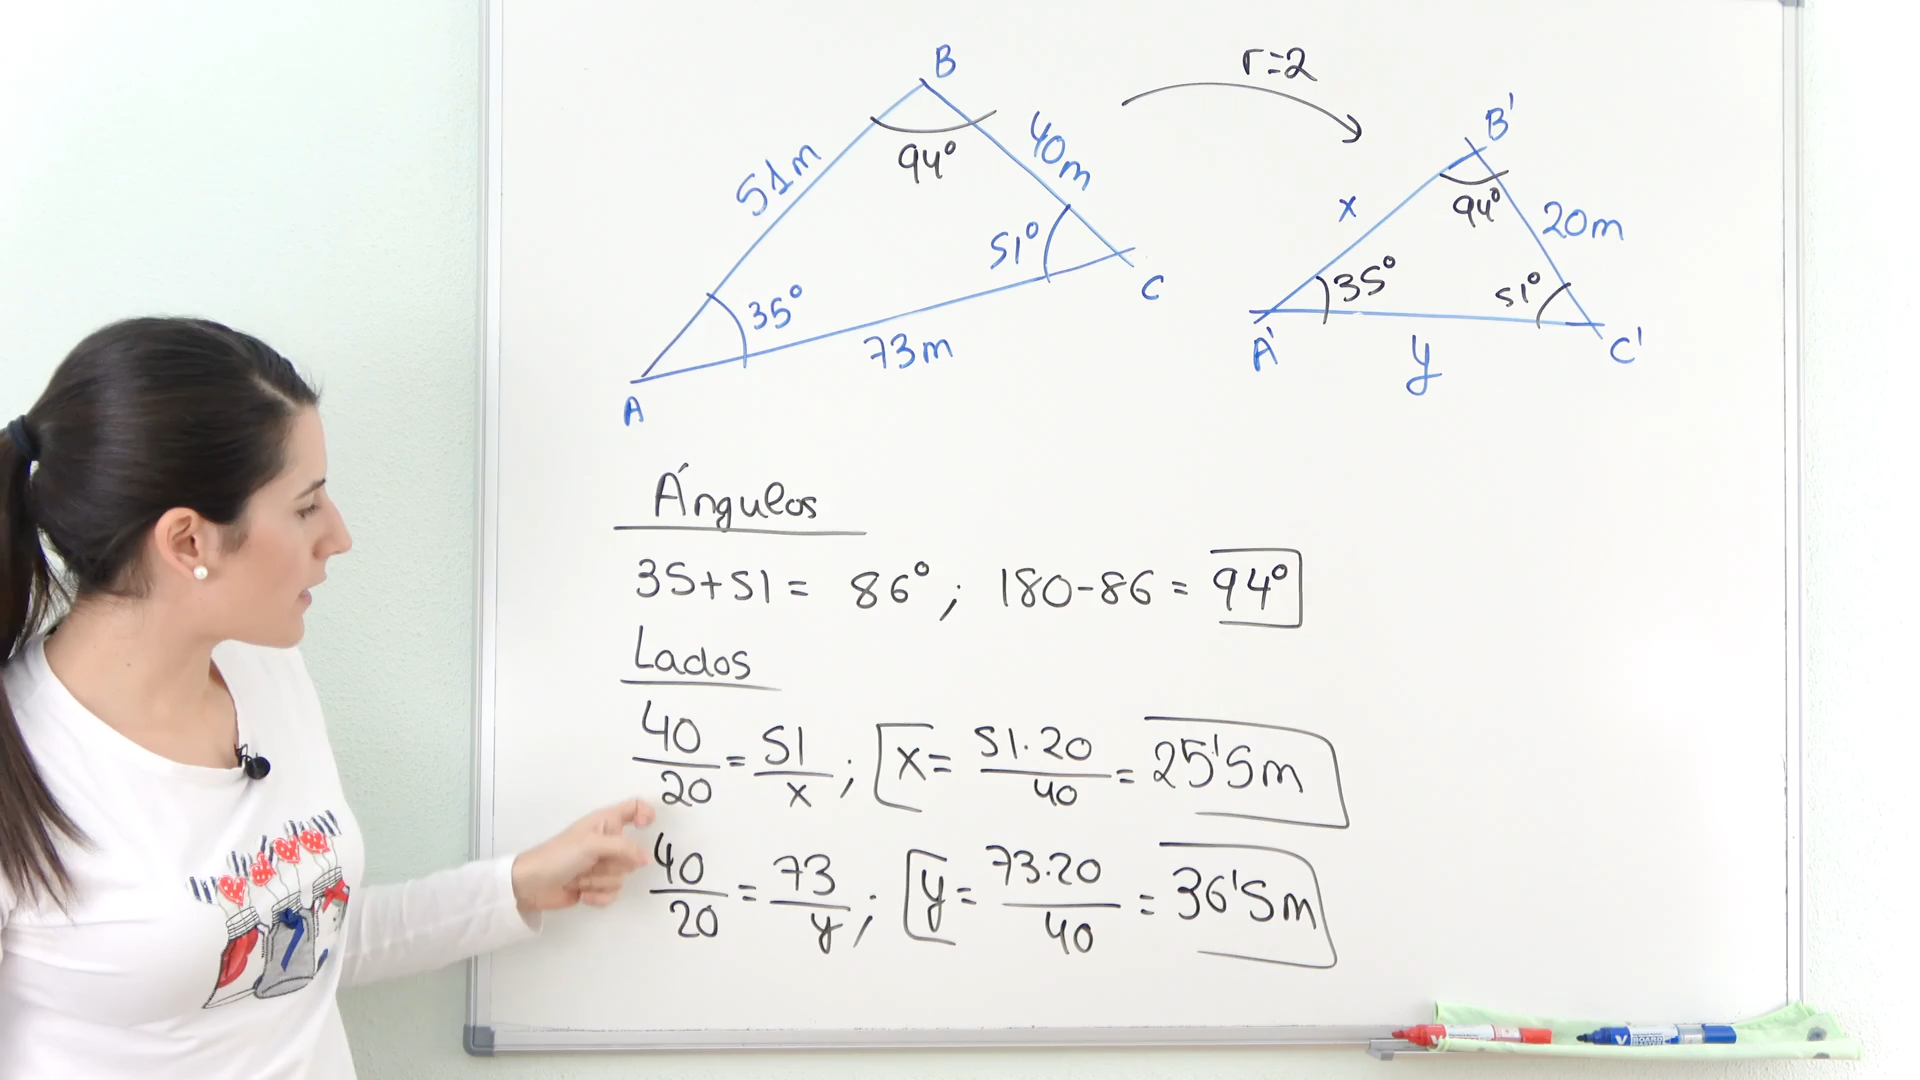 B
r=2
B'
51m
94°
40m
x
94°
20m
35°
51°
C
35°
51°
A
73m
A'
y
C'
Ángulos
35+51= 86°; 180-86= 94°
Lados
40/20 = 51/x ; x= 51·20/40 = 25'5m
40/20 = 73/y ; y= 73·20/40 = 36'5m